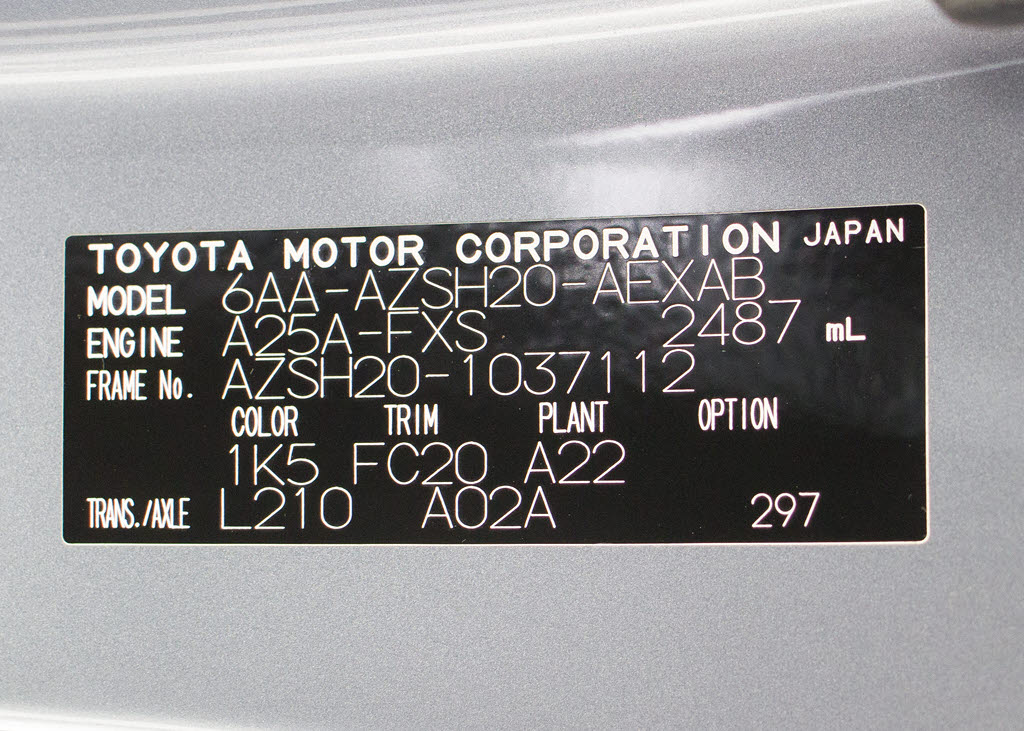 TOYOTA MOTOR CORPORATION JAPAN
MODEL 6AA-AZSH20-AEXAB
ENGINE A25A-FXS 2487 mL
FRAME No. AZSH20-1037112
COLOR TRIM PLANT OPTION
1K5 FC20 A22
TRANS./AXLE L210 A02A 297